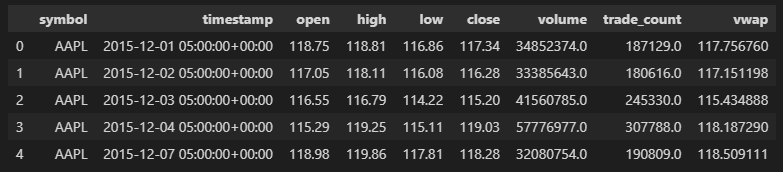 symbol timestamp open high low close volume trade_count vwap
0 AAPL 2015-12-01 05:00:00+00:00 118.75 118.81 116.86 117.34 34852374.0 187129.0 117.756760
1 AAPL 2015-12-02 05:00:00+00:00 117.05 118.11 116.08 116.28 33385643.0 180616.0 117.151198
2 AAPL 2015-12-03 05:00:00+00:00 116.55 116.79 114.22 115.20 41560785.0 245330.0 115.434888
3 AAPL 2015-12-04 05:00:00+00:00 115.29 119.25 115.11 119.03 57776977.0 307788.0 118.187290
4 AAPL 2015-12-07 05:00:00+00:00 118.98 119.86 117.81 118.28 32080754.0 190809.0 118.509111